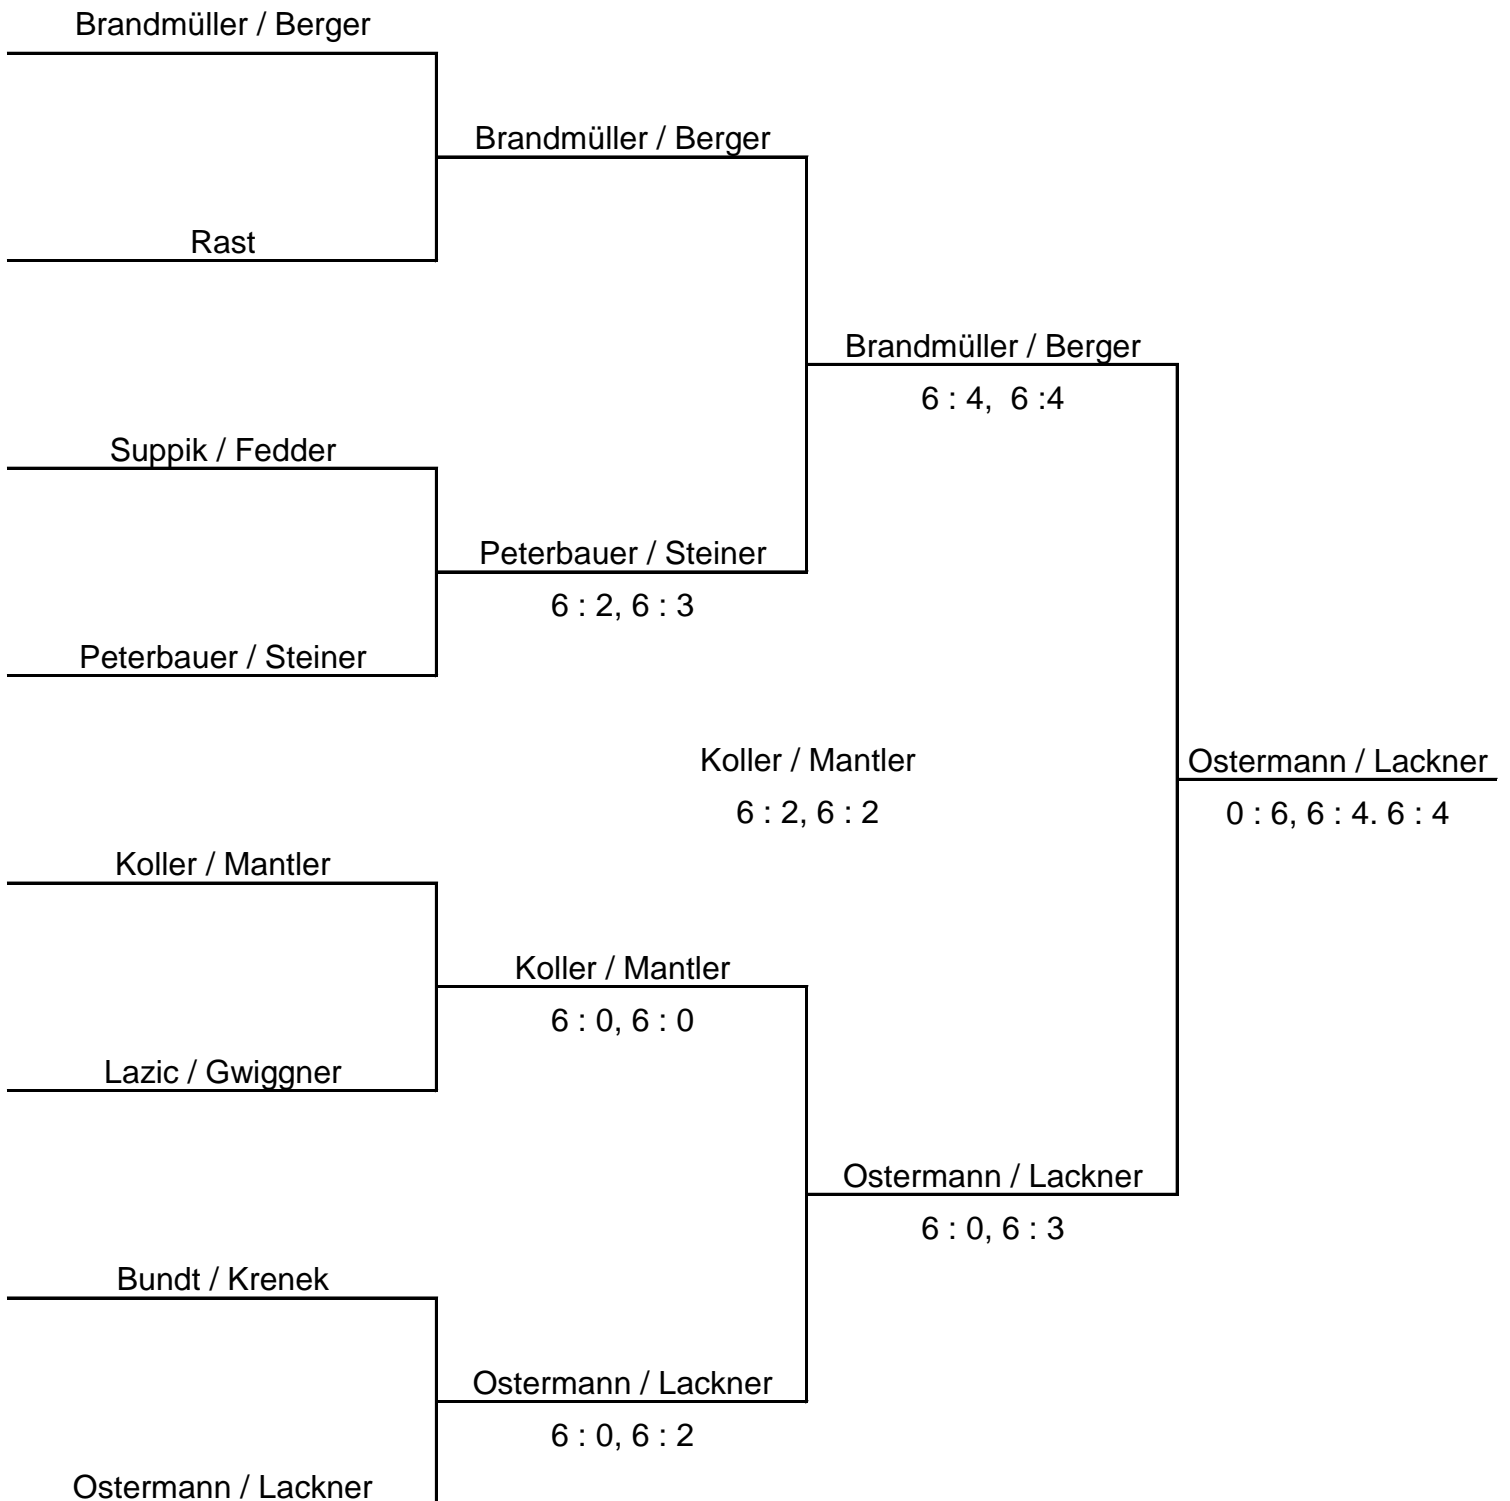 Brandmüller / Berger
Brandmüller / Berger
Rast
Brandmüller / Berger
6 : 4,  6 :4
Suppik / Fedder
Peterbauer / Steiner
6 : 2, 6 : 3
Peterbauer / Steiner
Koller / Mantler
6 : 2, 6 : 2
Ostermann / Lackner
0 : 6, 6 : 4. 6 : 4
Koller / Mantler
Koller / Mantler
6 : 0, 6 : 0
Lazic / Gwiggner
Ostermann / Lackner
6 : 0, 6 : 3
Bundt / Krenek
Ostermann / Lackner
6 : 0, 6 : 2
Ostermann / Lackner